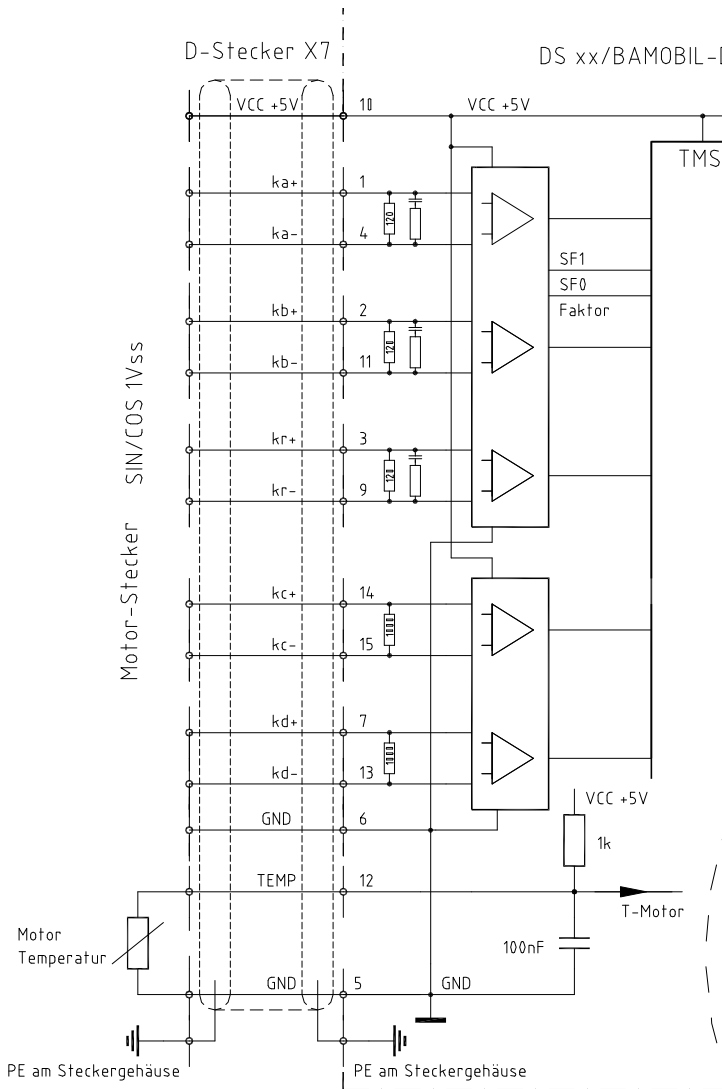 D-Stecker X7
DS xx/BAMOBIL-D
VCC +5V 10 VCC +5V
TMS
ka+ 1
120
ka- 4
SF1
SF0
Faktor
kb+ 2
120
kb- 11
kr+ 3
120
kr- 9
SIN/COS 1Vss
Motor-Stecker
kc+ 14
1000
kc- 15
kd+ 7
1000
kd- 13
VCC +5V
GND 6
1k
TEMP 12
T-Motor
Motor
Temperatur
100nF
GND 5 GND
PE am Steckergehäuse PE am Steckergehäuse